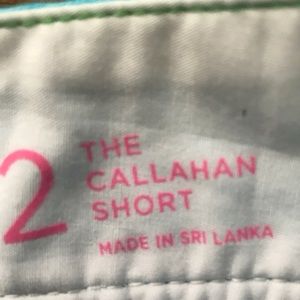 2
THE
CALLAHAN
SHORT
MADE IN SRI LANKA